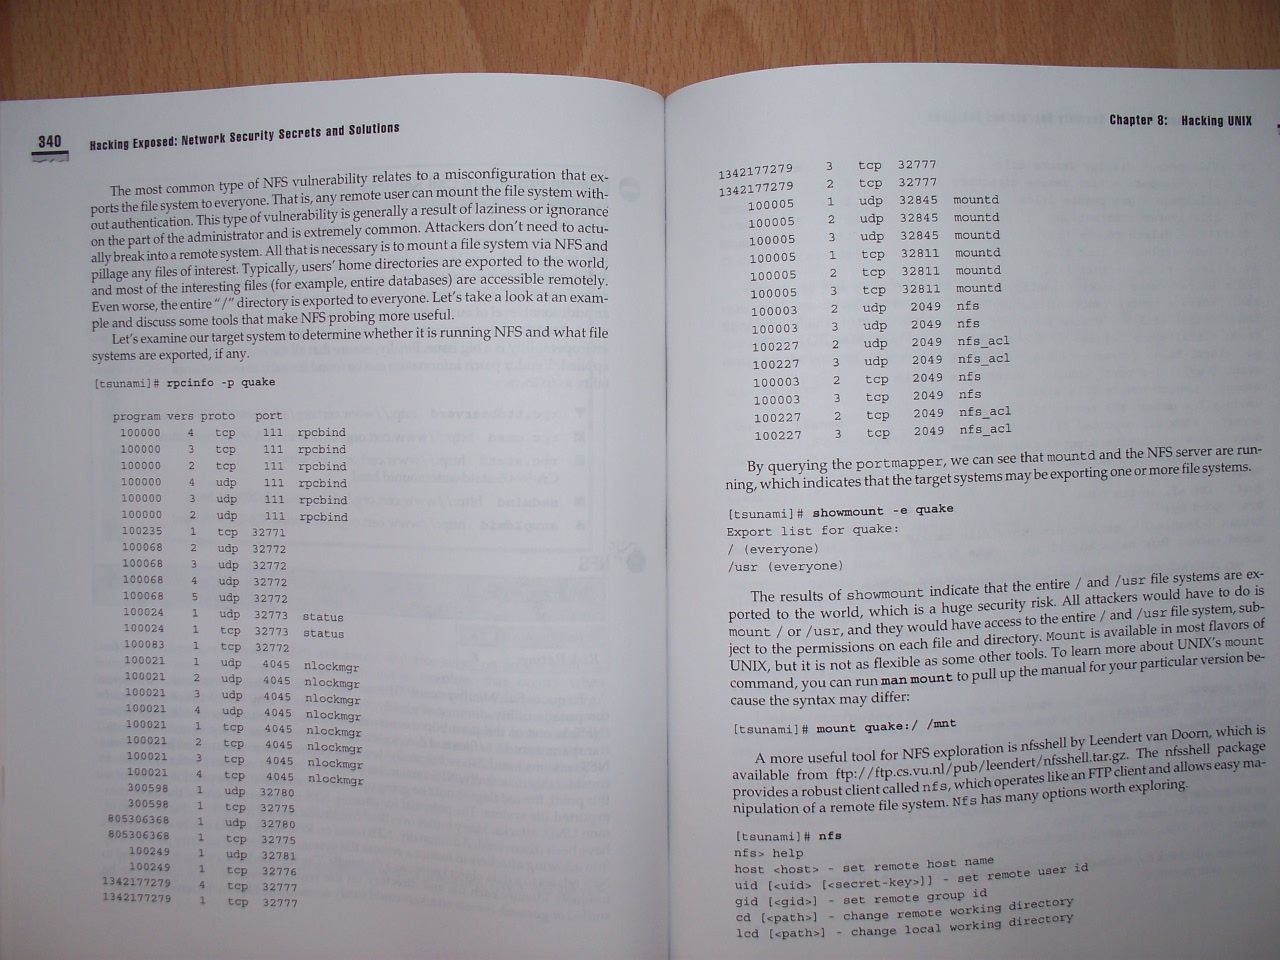 340
Hacking Exposed: Network Security Secrets and Solutions
The most common type of NFS vulnerability relates to a misconfiguration that ex-
ports the file system to everyone. That is, any remote user can mount the file system with-
out authentication. This type of vulnerability is generally a result of laziness or ignorance
on the part of the administrator and is extremely common. Attackers don't need to actu-
ally break into a remote system. All that is necessary is to mount a file system via NFS and
pillage any files of interest. Typically, users' home directories are exported to the world,
and most of the interesting files (for example, entire databases) are accessible remotely.
Even worse, the entire "/" directory is exported to everyone. Let's take a look at an exam-
ple and discuss some tools that make NFS probing more useful.
Let's examine our target system to determine whether it is running NFS and what file
systems are exported, if any.
[tsunami]# rpcinfo -p quake
program vers proto port
100000 4 tcp 111 rpcbind
100000 3 tcp 111 rpcbind
100000 2 tcp 111 rpcbind
100000 4 udp 111 rpcbind
100000 3 udp 111 rpcbind
100000 2 udp 111 rpcbind
100235 1 tcp 32771
100068 2 udp 32772
100068 3 udp 32772
100068 4 udp 32772
100068 5 udp 32772
100024 1 udp 32773 status
100024 1 tcp 32773 status
100083 1 tcp 32772
100021 1 udp 4045 nlockmgr
100021 2 udp 4045 nlockmgr
100021 3 udp 4045 nlockmgr
100021 4 udp 4045 nlockmgr
100021 1 tcp 4045 nlockmgr
100021 2 tcp 4045 nlockmgr
100021 3 tcp 4045 nlockmgr
100021 4 tcp 4045 nlockmgr
300598 1 udp 32780
300598 1 tcp 32775
805306368 1 udp 32780
805306368 1 tcp 32775
100249 1 udp 32781
100249 1 tcp 32776
1342177279 4 tcp 32777
1342177279 1 tcp 32777
Chapter 8: Hacking UNIX
1342177279 3 tcp 32777
1342177279 2 tcp 32777
100005 1 udp 32845 mountd
100005 2 udp 32845 mountd
100005 3 udp 32845 mountd
100005 1 tcp 32811 mountd
100005 2 tcp 32811 mountd
100005 3 tcp 32811 mountd
100003 2 udp 2049 nfs
100003 3 udp 2049 nfs
100227 2 udp 2049 nfs_acl
100227 3 udp 2049 nfs_acl
100003 2 tcp 2049 nfs
100003 3 tcp 2049 nfs
100227 2 tcp 2049 nfs_acl
100227 3 tcp 2049 nfs_acl
By querying the portmapper, we can see that mountd and the NFS server are run-
ning, which indicates that the target systems may be exporting one or more file systems.
[tsunami]# showmount -e quake
Export list for quake:
/ (everyone)
/usr (everyone)
The results of showmount indicate that the entire / and /usr file systems are ex-
ported to the world, which is a huge security risk. All attackers would have to do is
mount / or /usr, and they would have access to the entire / and /usr file system, sub-
ject to the permissions on each file and directory. Mount is available in most flavors of
UNIX, but it is not as flexible as some other tools. To learn more about UNIX's mount
command, you can run man mount to pull up the manual for your particular version be-
cause the syntax may differ:
[tsunami]# mount quake:/ /mnt
A more useful tool for NFS exploration is nfsshell by Leendert van Doorn, which is
available from ftp://ftp.cs.vu.nl/pub/leendert/nfsshell.tar.gz. The nfsshell package
provides a robust client called nfs, which operates like an FTP client and allows easy ma-
nipulation of a remote file system. Nfs has many options worth exploring.
[tsunami]# nfs
nfs> help
host <host> - set remote host name
uid [<uid> [<secret-key>]] - set remote user id
gid [<gid>] - set remote group id
cd [<path>] - change remote working directory
lcd [<path>] - change local working directory